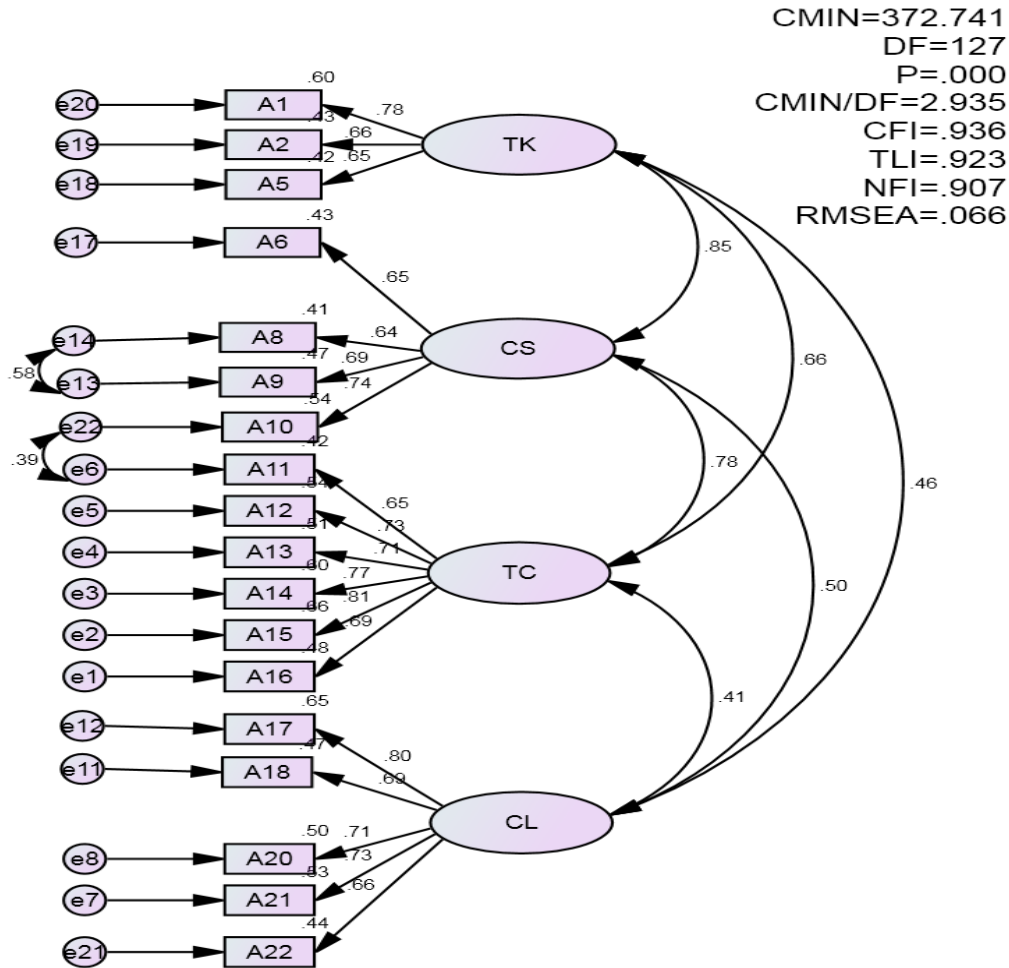 CMIN=372.741
DF=127
P=.000
CMIN/DF=2.935
CFI=.936
TLI=.923
NFI=.907
RMSEA=.066
.60
e20 A1 .78
.43
e19 A2 .66 TK
.42 .65
e18 A5
.43
e17 A6 .85
.65
.41
e14 A8 .64 CS
.47 .69
.58 e13 A9 .74 .66
.54
e22 A10
.42
.39 e6 A11 .78 .46
.54 .65
e5 A12 .73
.51
e4 A13 .71 TC
.60 .77
e3 A14 .81 .50
.66 .69
e2 A15
.48
e1 A16
.65 .41
e12 A17
.47 .80
e11 A18 .69
CL
.50 .71
e8 A20 .73
.53 .66
e7 A21
.44
e21 A22